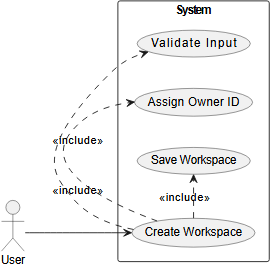 System
Validate Input
Assign Owner ID
«include»
Save Workspace
«include»
«include»
Create Workspace
User